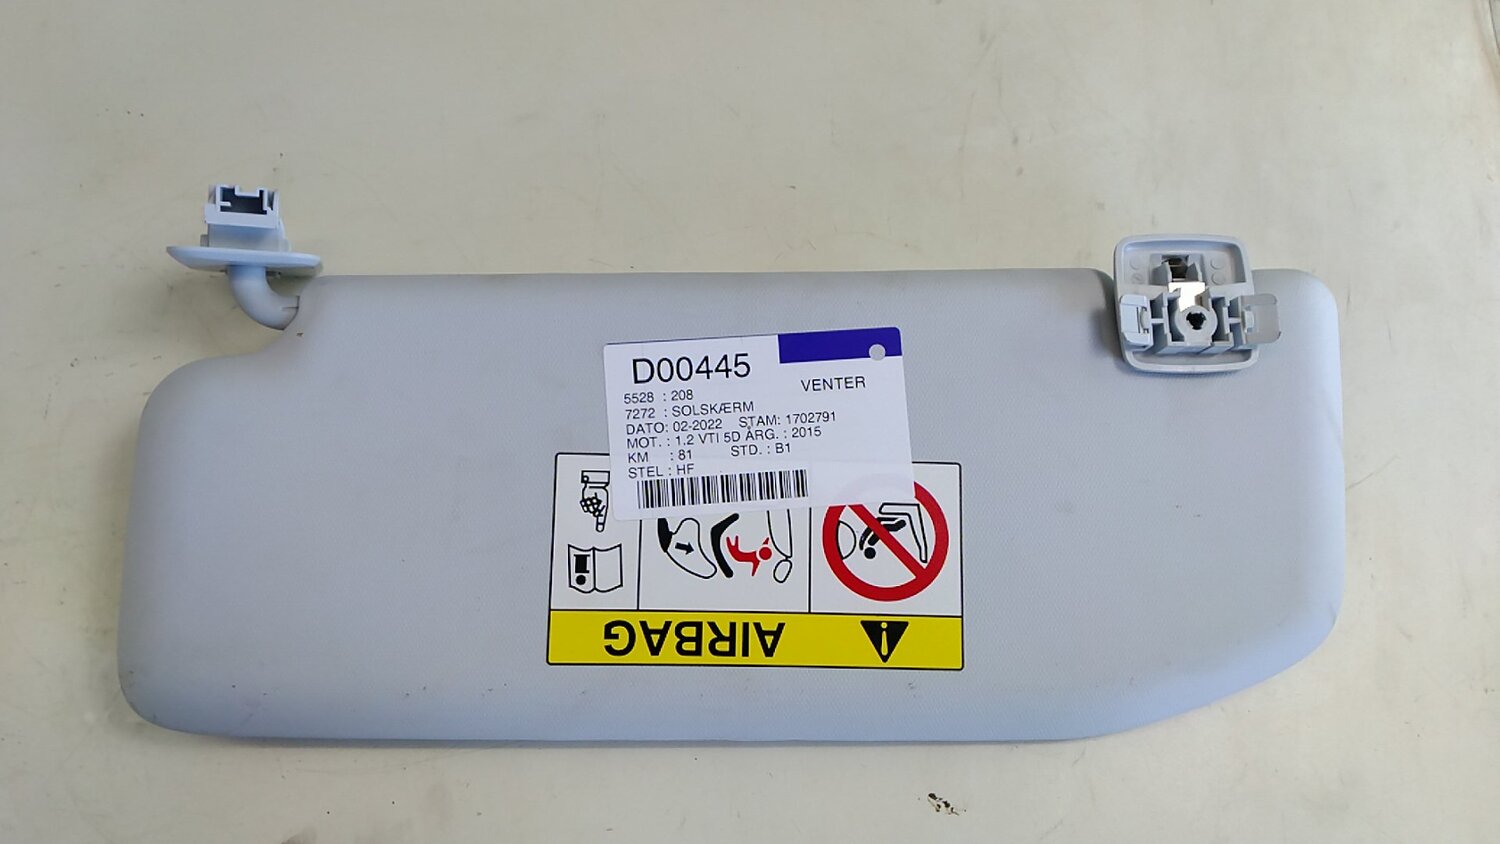 D00445
VENTER
5528 : 208
7272 : SOLSKÆRM
DATO: 02-2022 STAM: 1702791
MOT. : 1.2 VTI 5D ÅRG. : 2015
KM : 81 STD. : B1
STEL : HF
AIRBAG